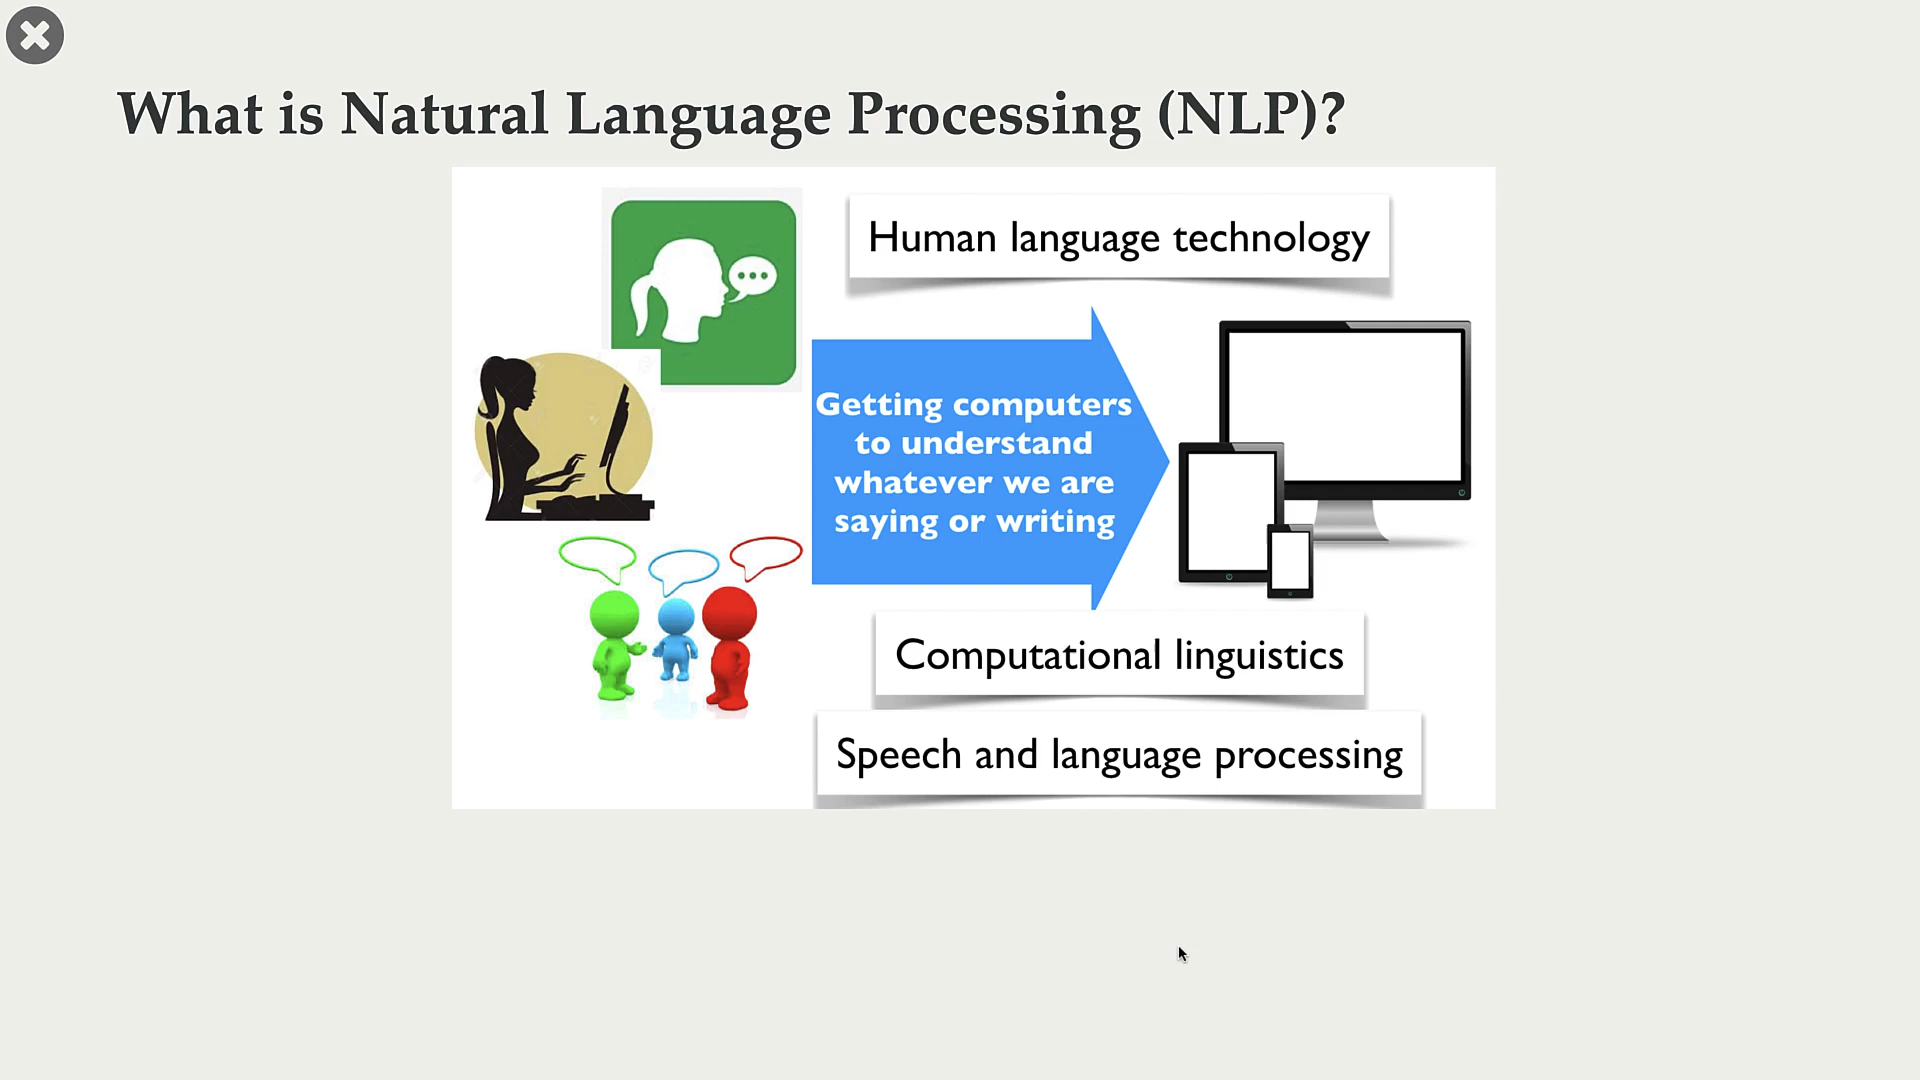 What is Natural Language Processing (NLP)?
Human language technology
Getting computers
to understand
whatever we are
saying or writing
Computational linguistics
Speech and language processing